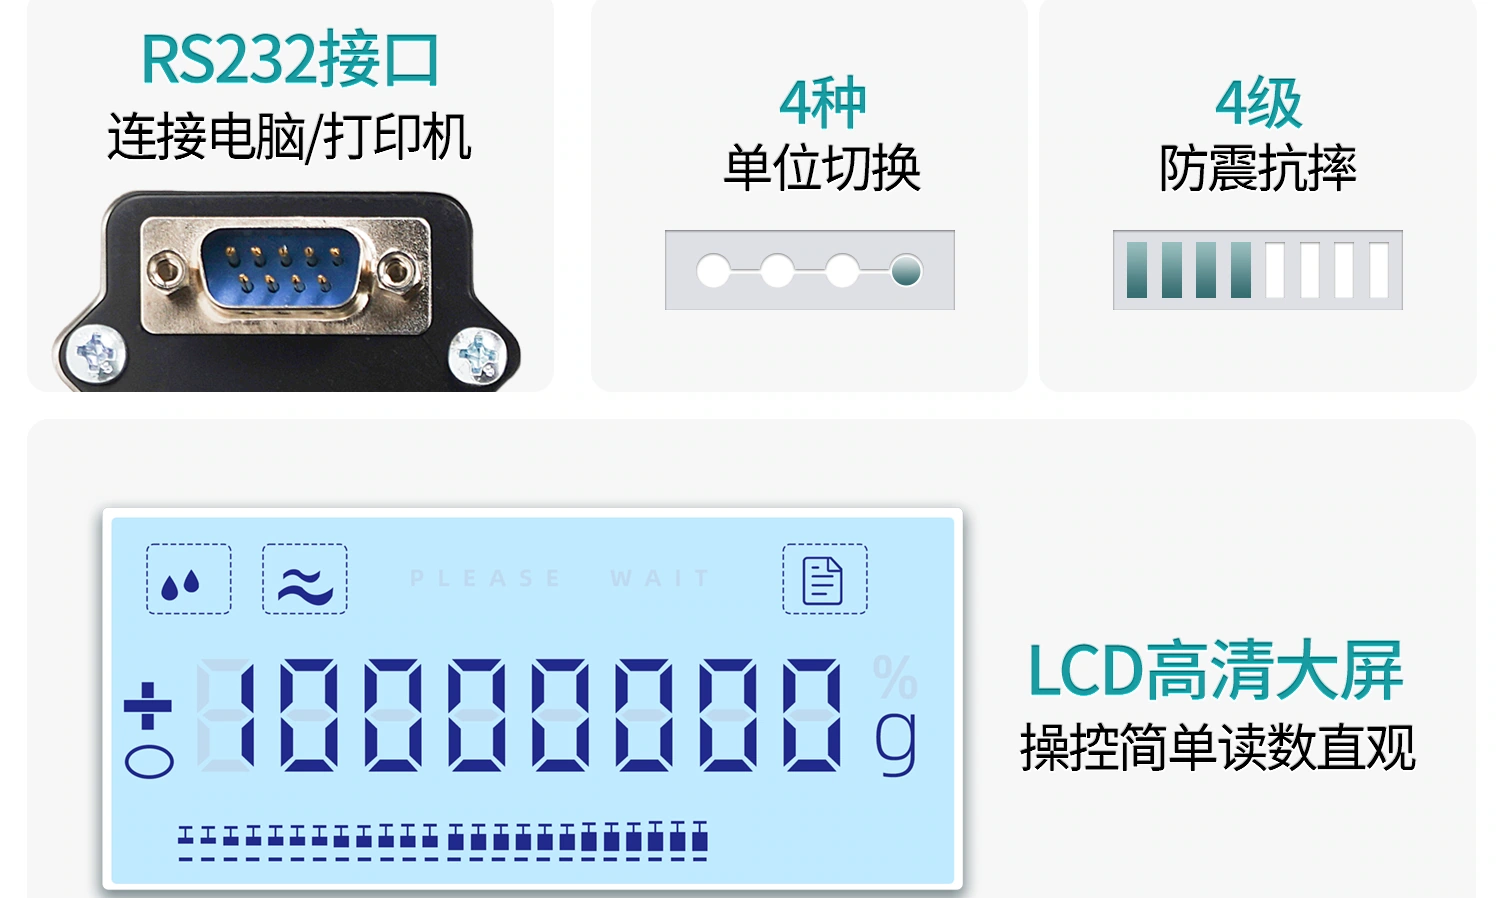 RS232接口
连接电脑/打印机
4种
单位切换
4级
防震抗摔
PLEASE WAIT
10000000
%
g
LCD高清大屏
操控简单读数直观